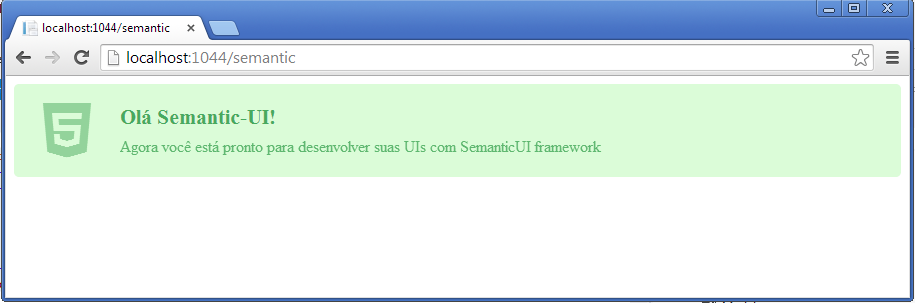 localhost:1044/semantic
localhost:1044/semantic
5
Olá Semantic-UI!
Agora você está pronto para desenvolver suas UIs com SemanticUI framework